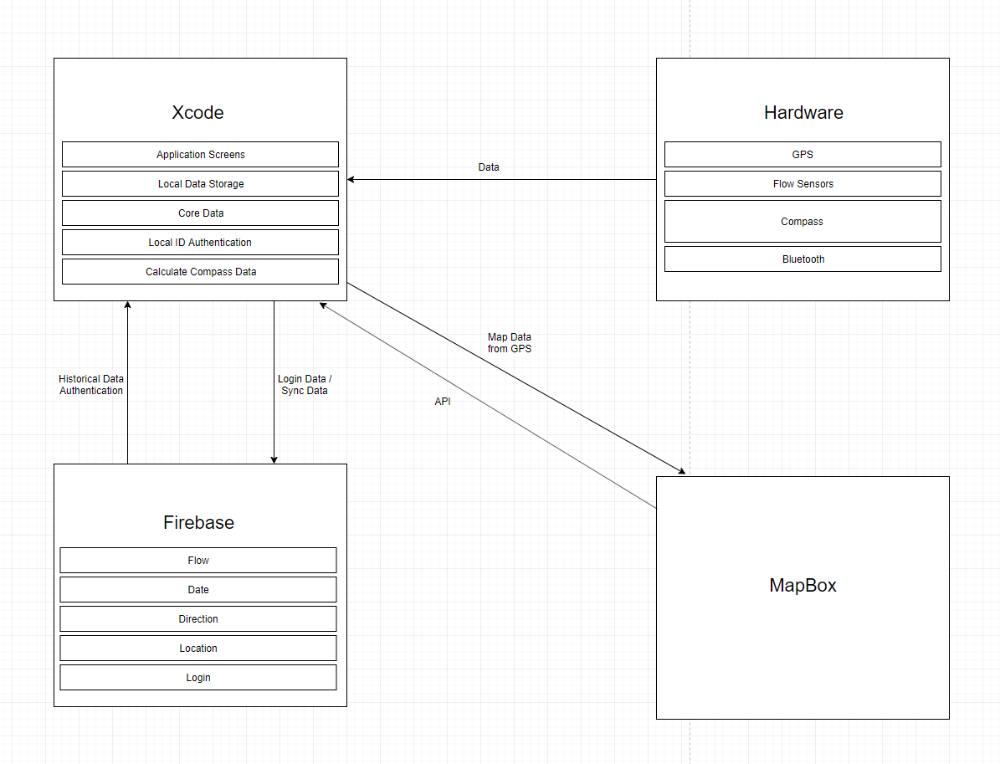 Xcode
Application Screens
Local Data Storage
Core Data
Local ID Authentication
Calculate Compass Data
Data
Hardware
GPS
Flow Sensors
Compass
Bluetooth
Map Data
from GPS
API
Historical Data
Authentication
Login Data /
Sync Data
Firebase
Flow
Date
Direction
Location
Login
MapBox